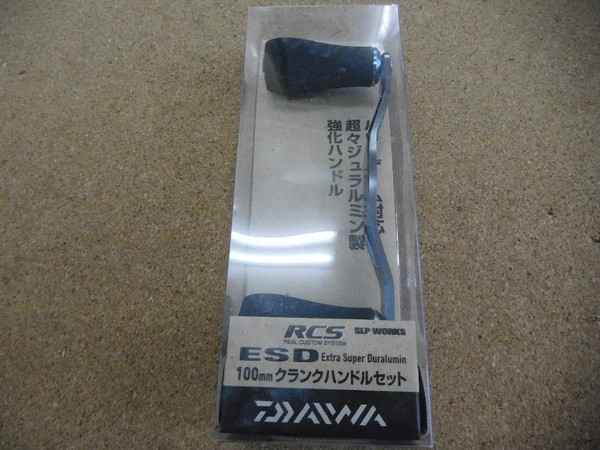 超々ジュラルミン製
強化ハンドル
RCS SLP WORKS
REAL CUSTOM SYSTEM
ESD Extra Super Duralumin
100mm クランクハンドルセット
DAIWA